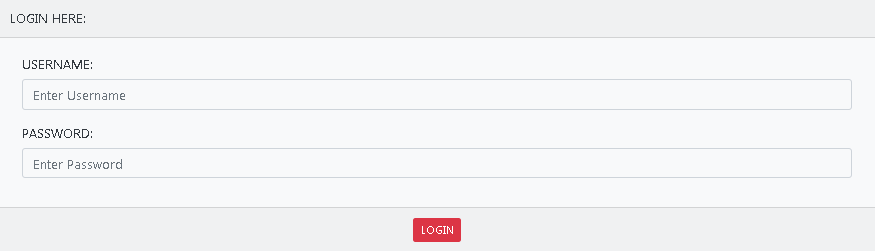 LOGIN HERE:
USERNAME:
Enter Username
PASSWORD:
Enter Password
LOGIN